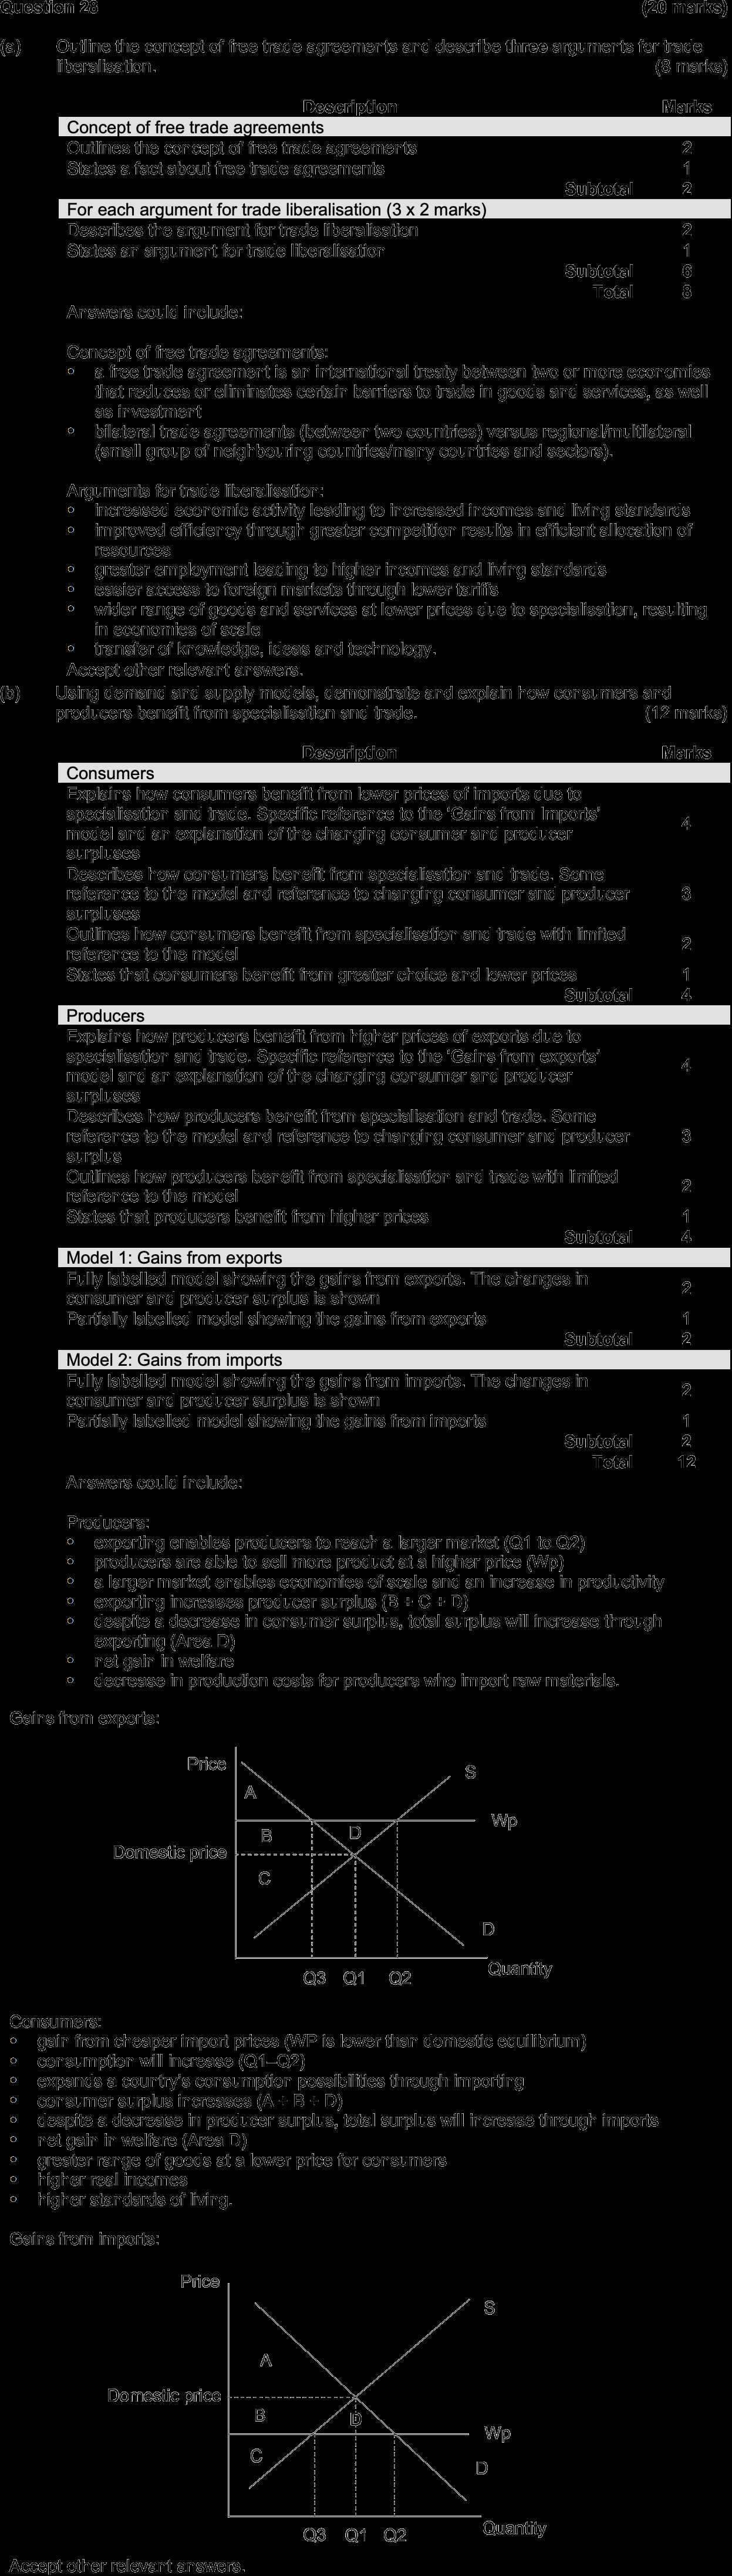 Question 28 (20 marks)
(a) Outline the concept of free trade agreements and describe three arguments for trade
liberalisation. (8 marks)
Description Marks
Concept of free trade agreements
Outlines the concept of free trade agreements 2
States a fact about free trade agreements 1
Subtotal 2
For each argument for trade liberalisation (3 x 2 marks)
Describes the argument for trade liberalisation 2
States an argument for trade liberalisation 1
Subtotal 6
Total 8
Answers could include:
Concept of free trade agreements:
• a free trade agreement is an international treaty between two or more economies
that reduces or eliminates certain barriers to trade in goods and services, as well
as investment
• bilateral trade agreements (between two countries) versus regional/multilateral
(small group of neighbouring countries/many countries and sectors).
Arguments for trade liberalisation:
• increased economic activity leading to increased incomes and living standards
• improved efficiency through greater competition results in efficient allocation of
resources
• greater employment leading to higher incomes and living standards
• easier access to foreign markets through lower tariffs
• wider range of goods and services at lower prices due to specialisation, resulting
in economies of scale
• transfer of knowledge, ideas and technology.
Accept other relevant answers.
(b) Using demand and supply models, demonstrate and explain how consumers and
producers benefit from specialisation and trade. (12 marks)
Description Marks
Consumers
Explains how consumers benefit from lower prices of imports due to
specialisation and trade. Specific reference to the ‘Gains from Imports’
model and an explanation of the changing consumer and producer
surpluses 4
Describes how consumers benefit from specialisation and trade. Some
reference to the model and reference to changing consumer and producer
surpluses 3
Outlines how consumers benefit from specialisation and trade with limited
reference to the model 2
States that consumers benefit from greater choice and lower prices 1
Subtotal 4
Producers
Explains how producers benefit from higher prices of exports due to
specialisation and trade. Specific reference to the ‘Gains from exports’
model and an explanation of the changing consumer and producer
surpluses 4
Describes how producers benefit from specialisation and trade. Some
reference to the model and reference to changing consumer and producer
surplus 3
Outlines how producers benefit from specialisation and trade with limited
reference to the model 2
States that producers benefit from higher prices 1
Subtotal 4
Model 1: Gains from exports
Fully labelled model showing the gains from exports. The changes in
consumer and producer surplus is shown 2
Partially labelled model showing the gains from exports 1
Subtotal 2
Model 2: Gains from imports
Fully labelled model showing the gains from imports. The changes in
consumer and producer surplus is shown 2
Partially labelled model showing the gains from imports 1
Subtotal 2
Total 12
Answers could include:
Producers:
• exporting enables producers to reach a larger market (Q1 to Q2)
• producers are able to sell more product at a higher price (Wp)
• a larger market enables economies of scale and an increase in productivity
• exporting increases producer surplus (B + C + D)
• despite a decrease in consumer surplus, total surplus will increase through
exporting (Area D)
• net gain in welfare
• decrease in production costs for producers who import raw materials.
Gains from exports:
Price
S
A
Wp
B D
Domestic price
C
D
Quantity
Q3 Q1 Q2
Consumers:
• gain from cheaper import prices (WP is lower than domestic equilibrium)
• consumption will increase (Q1–Q2)
• expands a country’s consumption possibilities through importing
• consumer surplus increases (A + B + D)
• despite a decrease in producer surplus, total surplus will increase through imports
• net gain in welfare (Area D)
• greater range of goods at a lower price for consumers
• higher real incomes
• higher standards of living.
Gains from imports:
Price
S
A
Domestic price
B D
Wp
C
D
Quantity
Q3 Q1 Q2
Accept other relevant answers.